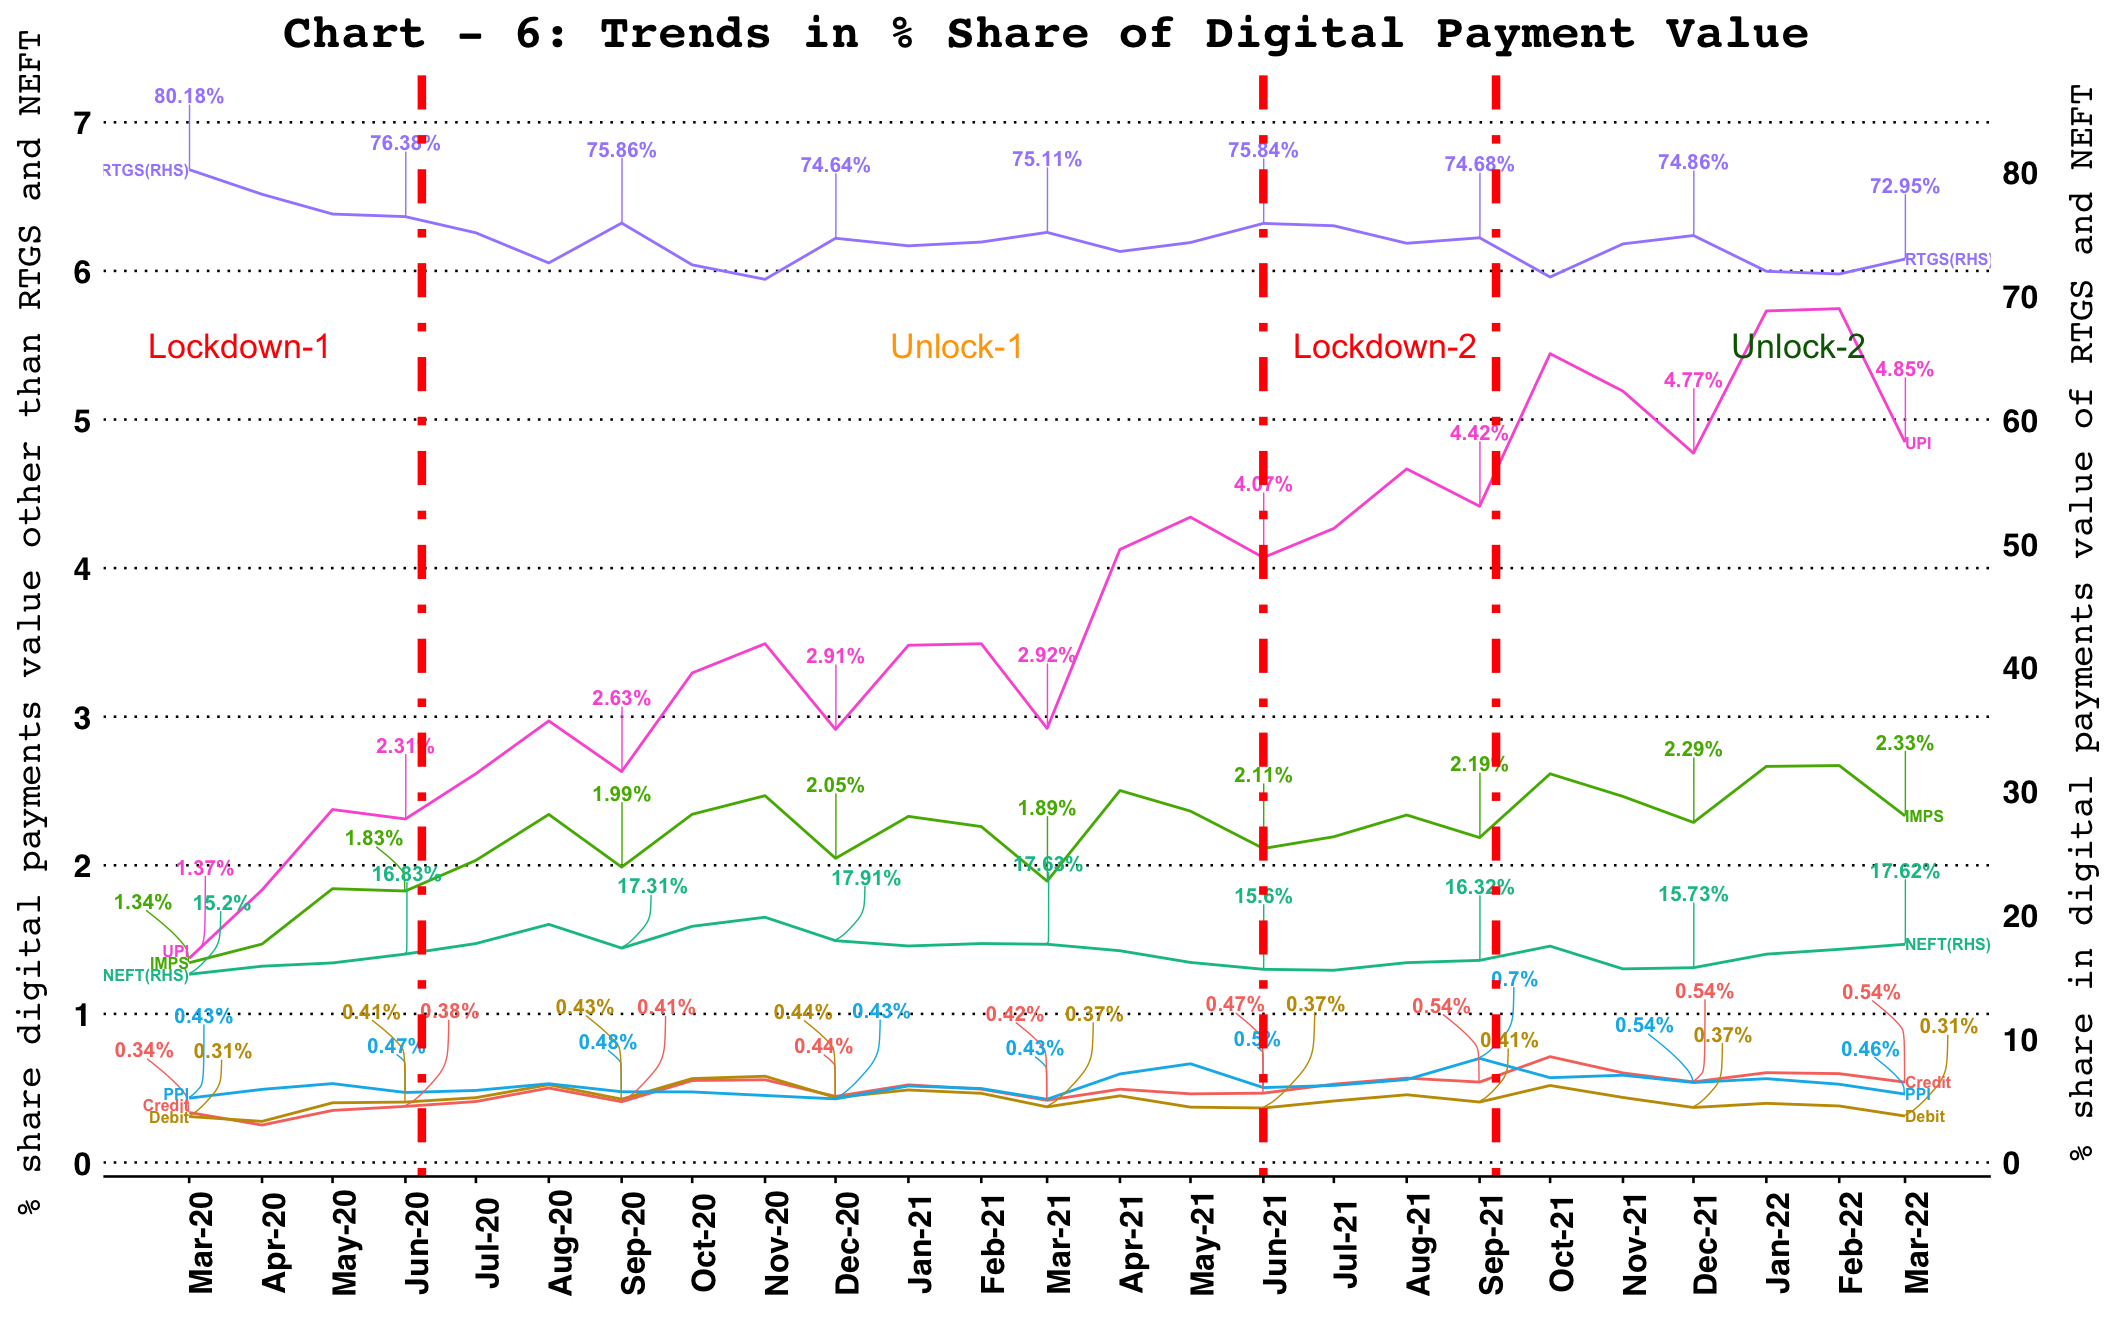 Chart - 6: Trends in % Share of Digital Payment Value
% share digital payments value other than RTGS and NEFT
% share in digital payments value of RTGS and NEFT
7
6
5
4
3
2
1
0
80
70
60
50
40
30
20
10
0
80.18%
76.38%
75.86%
74.64%
75.11%
75.84%
74.68%
74.86%
72.95%
RTGS(RHS)
RTGS(RHS)
Lockdown-1
Unlock-1
Lockdown-2
Unlock-2
1.37%
2.31%
2.63%
2.91%
2.92%
4.07%
4.42%
4.77%
4.85%
UPI
UPI
1.34%
1.83%
1.99%
2.05%
1.89%
2.11%
2.19%
2.29%
2.33%
IMPS
IMPS
15.2%
16.83%
17.31%
17.91%
17.63%
15.6%
16.32%
15.73%
17.62%
NEFT(RHS)
NEFT(RHS)
0.43%
0.47%
0.48%
0.43%
0.43%
0.5%
0.7%
0.54%
0.46%
PPI
PPI
0.34%
0.38%
0.41%
0.44%
0.42%
0.47%
0.54%
0.54%
0.54%
Credit
Credit
0.31%
0.41%
0.43%
0.44%
0.37%
0.37%
0.41%
0.37%
0.31%
Debit
Debit
Mar-20
Apr-20
May-20
Jun-20
Jul-20
Aug-20
Sep-20
Oct-20
Nov-20
Dec-20
Jan-21
Feb-21
Mar-21
Apr-21
May-21
Jun-21
Jul-21
Aug-21
Sep-21
Oct-21
Nov-21
Dec-21
Jan-22
Feb-22
Mar-22